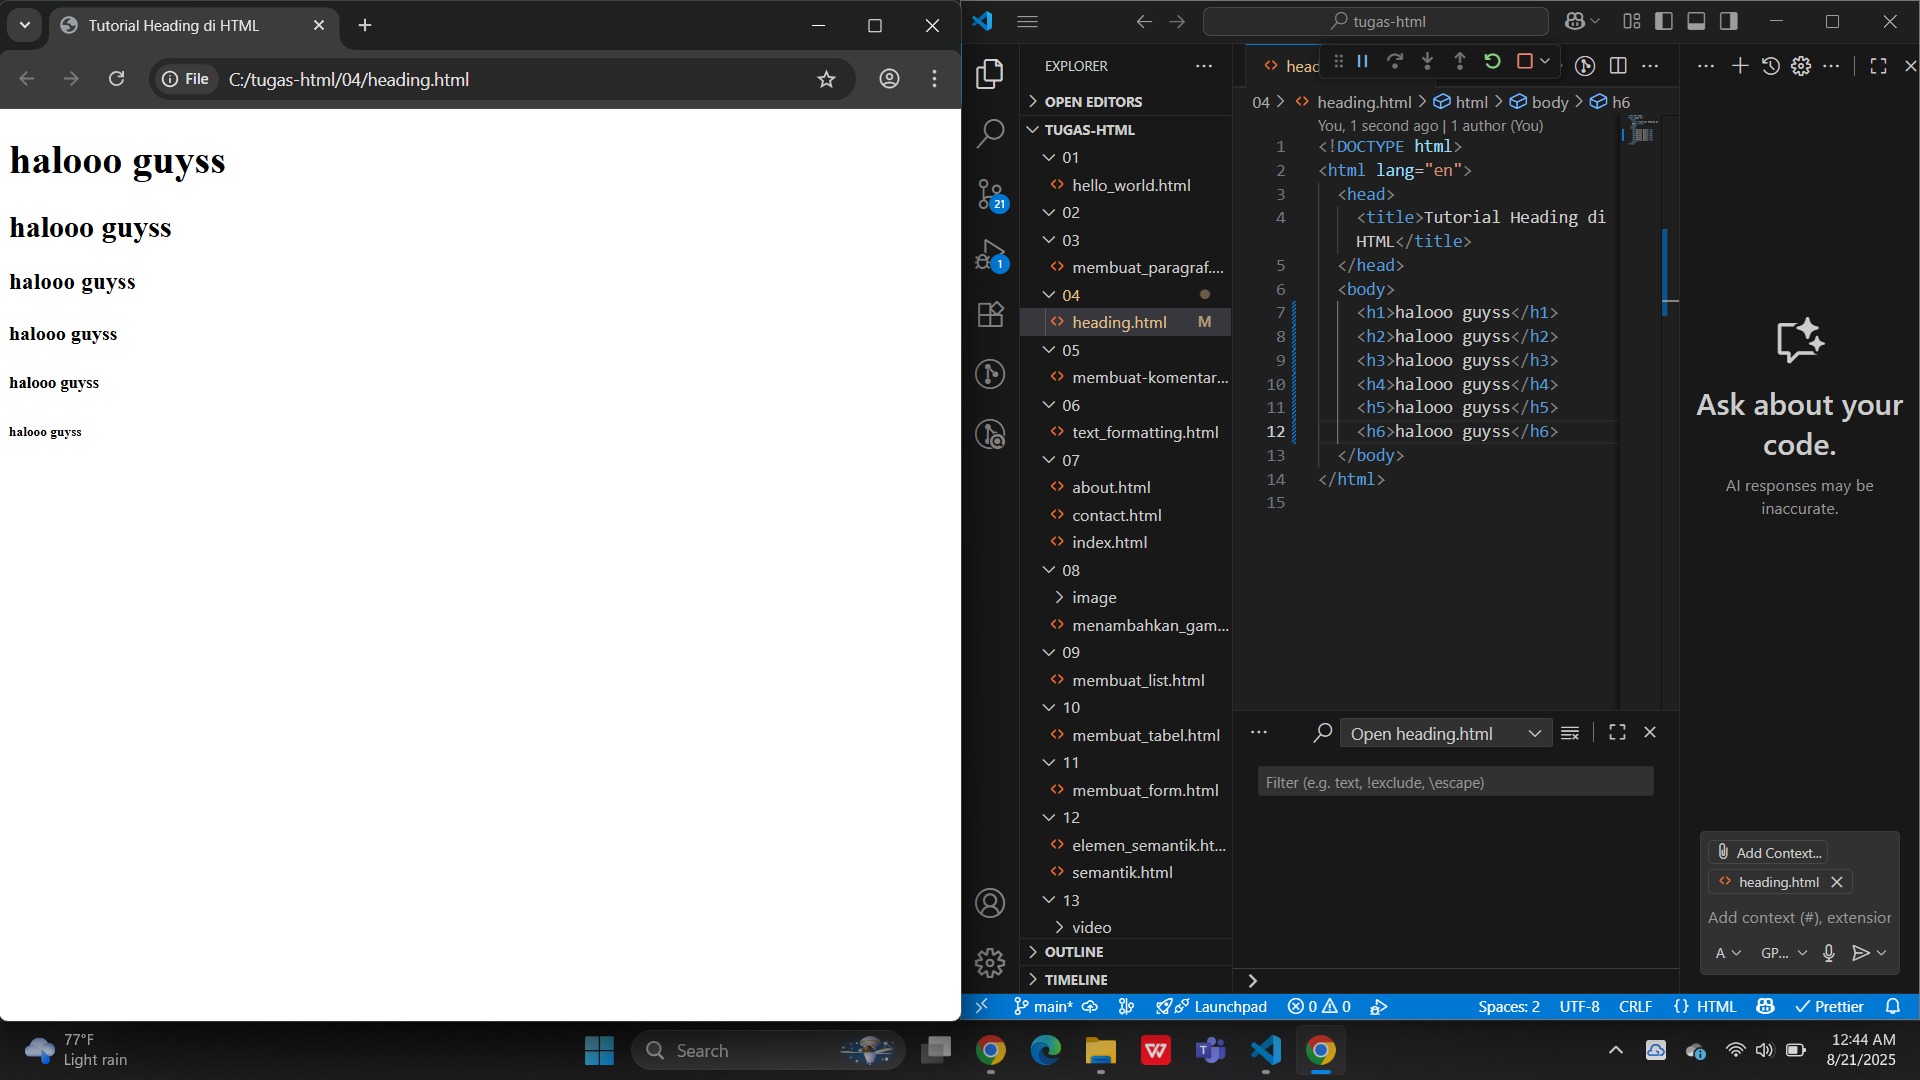 Tutorial Heading di HTML
File
C:/tugas-html/04/heading.html
halooo guyss
halooo guyss
halooo guyss
halooo guyss
halooo guyss
halooo guyss
tugas-html
EXPLORER
OPEN EDITORS
TUGAS-HTML
01
hello_world.html
02
03
membuat_paragraf....
04
heading.html M
05
membuat-komentar...
06
text_formatting.html
07
about.html
contact.html
index.html
08
image
menambahkan_gam...
09
membuat_list.html
10
membuat_tabel.html
11
membuat_form.html
12
elemen_semantik.ht...
semantik.html
13
video
OUTLINE
TIMELINE
21
1
04 > heading.html > html > body > h6
You, 1 second ago | 1 author (You)
1 <!DOCTYPE html>
2 <html lang="en">
3 <head>
4 <title>Tutorial Heading di
HTML</title>
5 </head>
6 <body>
7 <h1>halooo guyss</h1>
8 <h2>halooo guyss</h2>
9 <h3>halooo guyss</h3>
10 <h4>halooo guyss</h4>
11 <h5>halooo guyss</h5>
12 <h6>halooo guyss</h6>
13 </body>
14 </html>
15
Open heading.html
Filter (e.g. text, !exclude, \escape)
Ask about your
code.
AI responses may be
inaccurate.
Add Context...
heading.html
Add context (#), extension
A
GP...
main* Launchpad 0 0 Spaces: 2 UTF-8 CRLF {} HTML Prettier
77°F
Light rain
Search
12:44 AM
8/21/2025